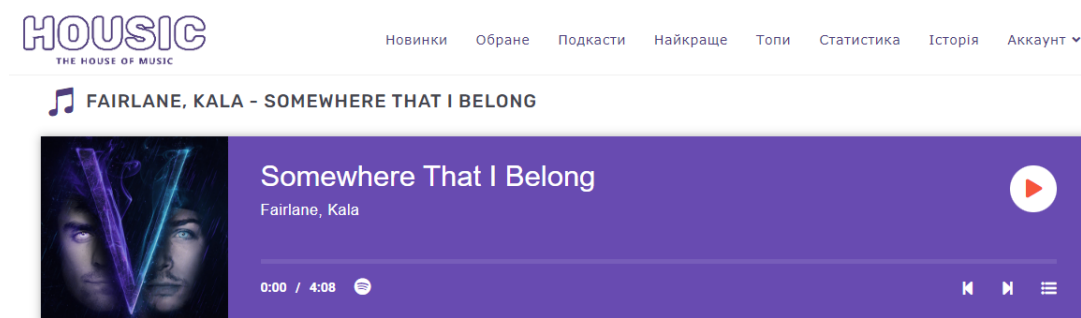 HOUSIC
THE HOUSE OF MUSIC
Новинки Обране Подкасти Найкраще Топи Статистика Історія Аккаунт
FAIRLANE, KALA - SOMEWHERE THAT I BELONG
Somewhere That I Belong
Fairlane, Kala
0:00 / 4:08